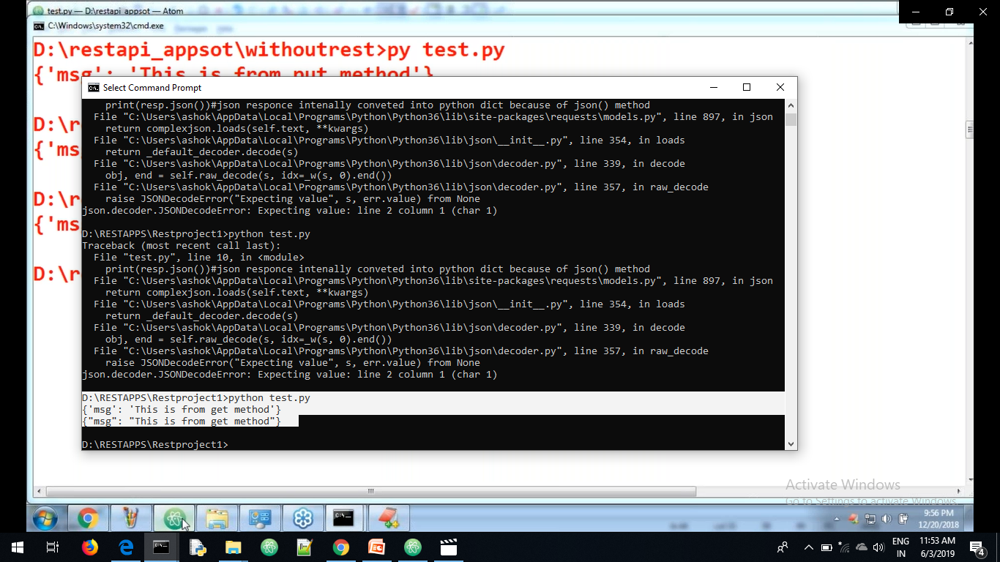 test.py — D:\restapi_appsot — Atom
C:\Windows\system32\cmd.exe
D:\restapi_appsot\withoutrest>py test.py
{'msg': 'This is from put method'}
Select Command Prompt
print(resp.json())#json responce intenally conveted into python dict because of json() method
File "C:\Users\ashok\AppData\Local\Programs\Python\Python36\lib\site-packages\requests\models.py", line 897, in json
return complexjson.loads(self.text, **kwargs)
File "C:\Users\ashok\AppData\Local\Programs\Python\Python36\lib\json\__init__.py", line 354, in loads
return _default_decoder.decode(s)
File "C:\Users\ashok\AppData\Local\Programs\Python\Python36\lib\json\decoder.py", line 339, in decode
obj, end = self.raw_decode(s, idx=_w(s, 0).end())
File "C:\Users\ashok\AppData\Local\Programs\Python\Python36\lib\json\decoder.py", line 357, in raw_decode
raise JSONDecodeError("Expecting value", s, err.value) from None
json.decoder.JSONDecodeError: Expecting value: line 2 column 1 (char 1)
D:\RESTAPPS\Restproject1>python test.py
Traceback (most recent call last):
File "test.py", line 10, in <module>
print(resp.json())#json responce intenally conveted into python dict because of json() method
File "C:\Users\ashok\AppData\Local\Programs\Python\Python36\lib\site-packages\requests\models.py", line 897, in json
return complexjson.loads(self.text, **kwargs)
File "C:\Users\ashok\AppData\Local\Programs\Python\Python36\lib\json\__init__.py", line 354, in loads
return _default_decoder.decode(s)
File "C:\Users\ashok\AppData\Local\Programs\Python\Python36\lib\json\decoder.py", line 339, in decode
obj, end = self.raw_decode(s, idx=_w(s, 0).end())
File "C:\Users\ashok\AppData\Local\Programs\Python\Python36\lib\json\decoder.py", line 357, in raw_decode
raise JSONDecodeError("Expecting value", s, err.value) from None
json.decoder.JSONDecodeError: Expecting value: line 2 column 1 (char 1)
D:\RESTAPPS\Restproject1>python test.py
{'msg': 'This is from get method'}
{"msg": "This is from get method"}
D:\RESTAPPS\Restproject1>
D:\r
{'ms
D:\r
{'ms
D:\r
Activate Windows
Go to Settings to activate Windows.
9:56 PM
12/20/2018
ENG
IN
11:53 AM
6/3/2019
4